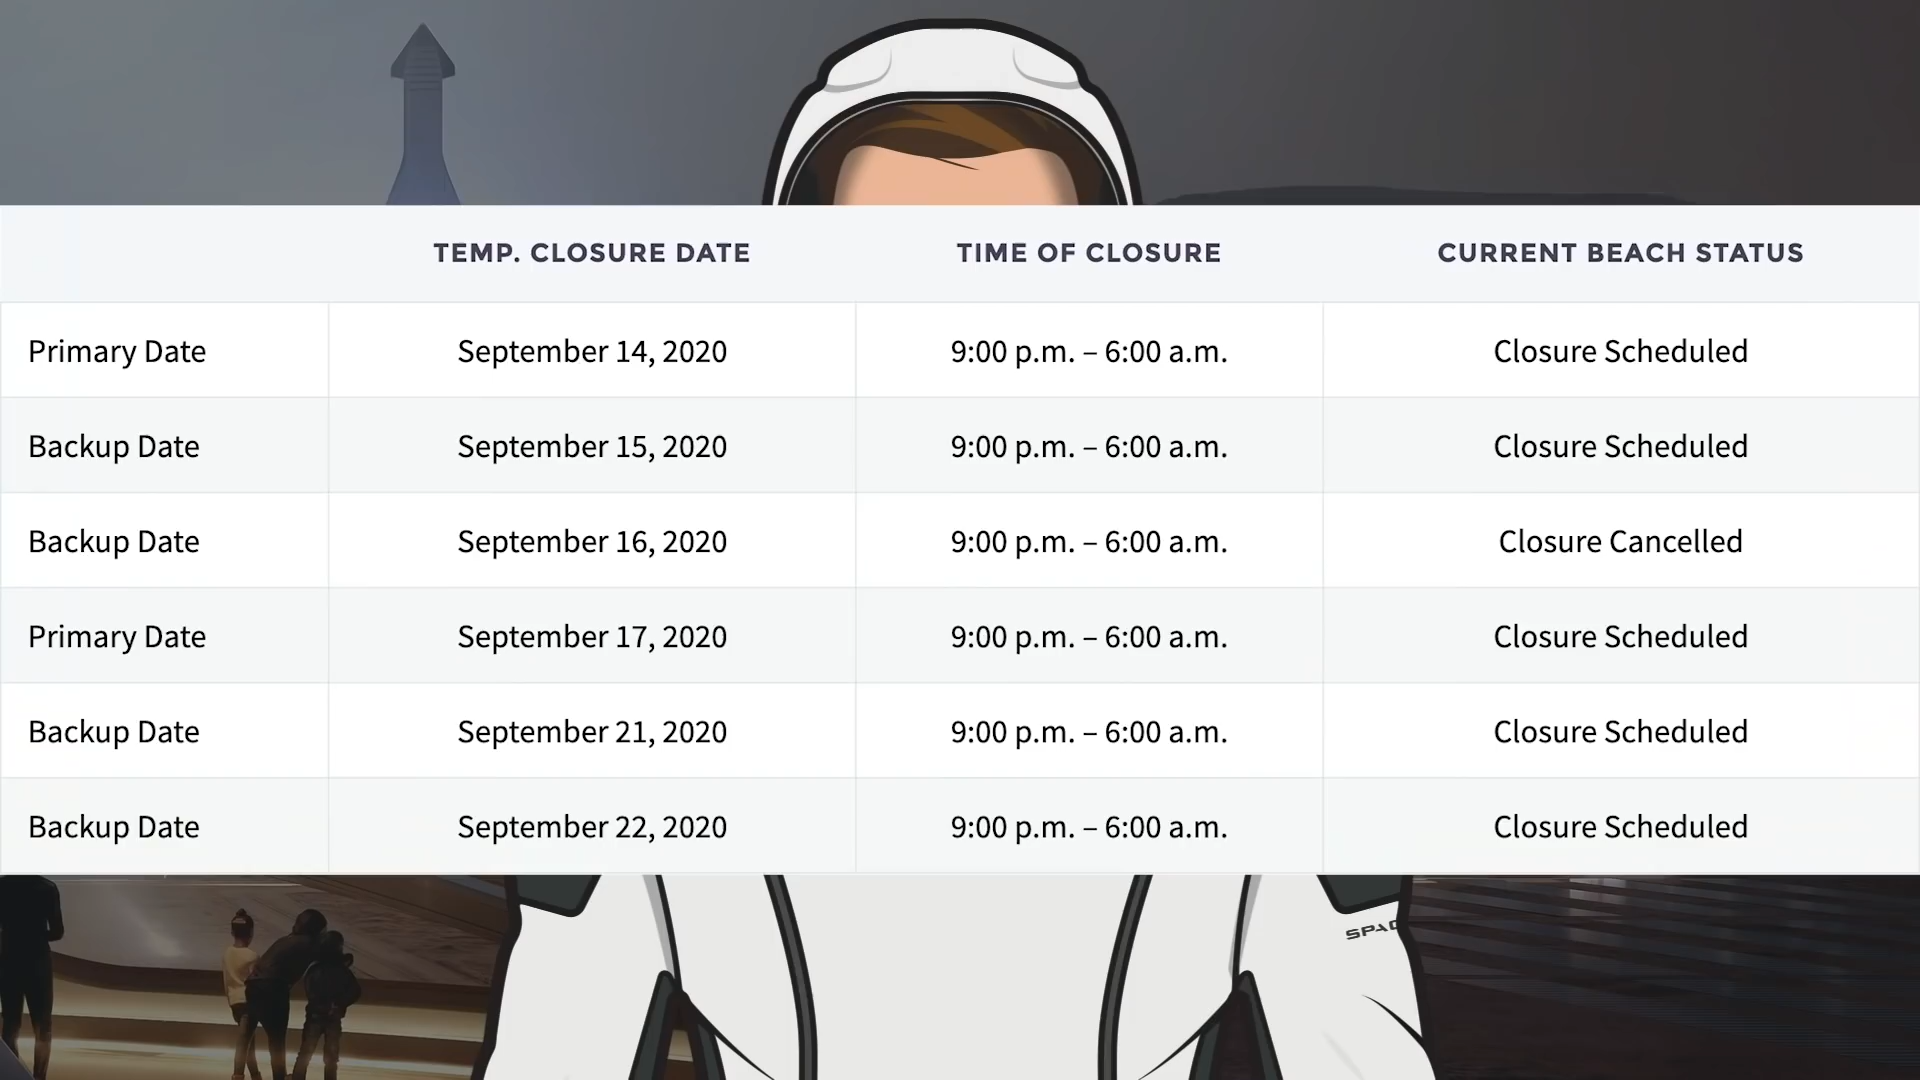 TEMP. CLOSURE DATE TIME OF CLOSURE CURRENT BEACH STATUS
Primary Date September 14, 2020 9:00 p.m. – 6:00 a.m. Closure Scheduled
Backup Date September 15, 2020 9:00 p.m. – 6:00 a.m. Closure Scheduled
Backup Date September 16, 2020 9:00 p.m. – 6:00 a.m. Closure Cancelled
Primary Date September 17, 2020 9:00 p.m. – 6:00 a.m. Closure Scheduled
Backup Date September 21, 2020 9:00 p.m. – 6:00 a.m. Closure Scheduled
Backup Date September 22, 2020 9:00 p.m. – 6:00 a.m. Closure Scheduled
SPAC